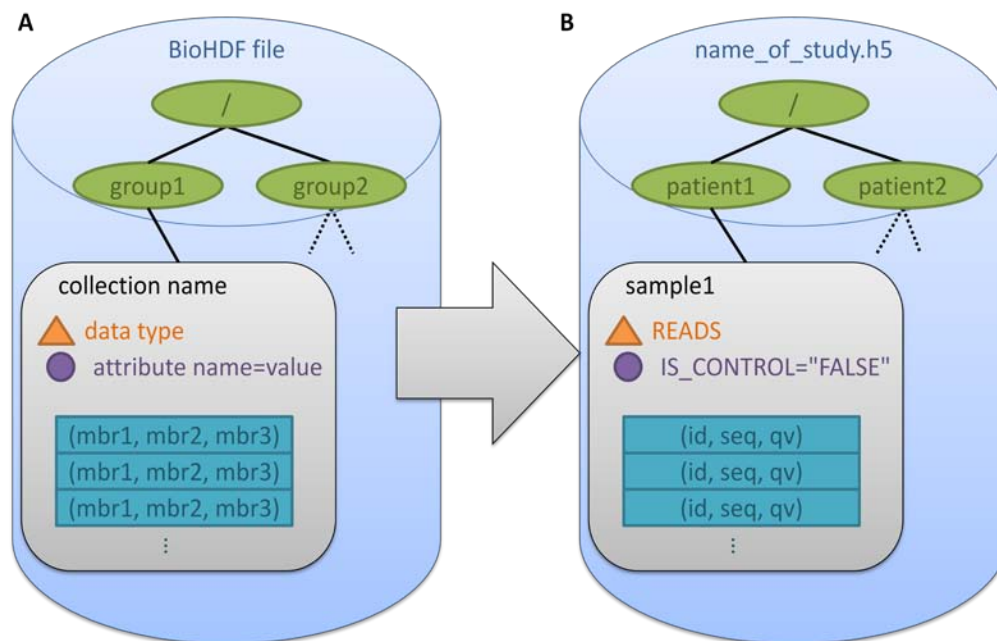 A
BioHDF file
/
group1
group2
collection name
data type
attribute name=value
(mbr1, mbr2, mbr3)
(mbr1, mbr2, mbr3)
(mbr1, mbr2, mbr3)
⋮
B
name_of_study.h5
/
patient1
patient2
sample1
READS
IS_CONTROL="FALSE"
(id, seq, qv)
(id, seq, qv)
(id, seq, qv)
⋮